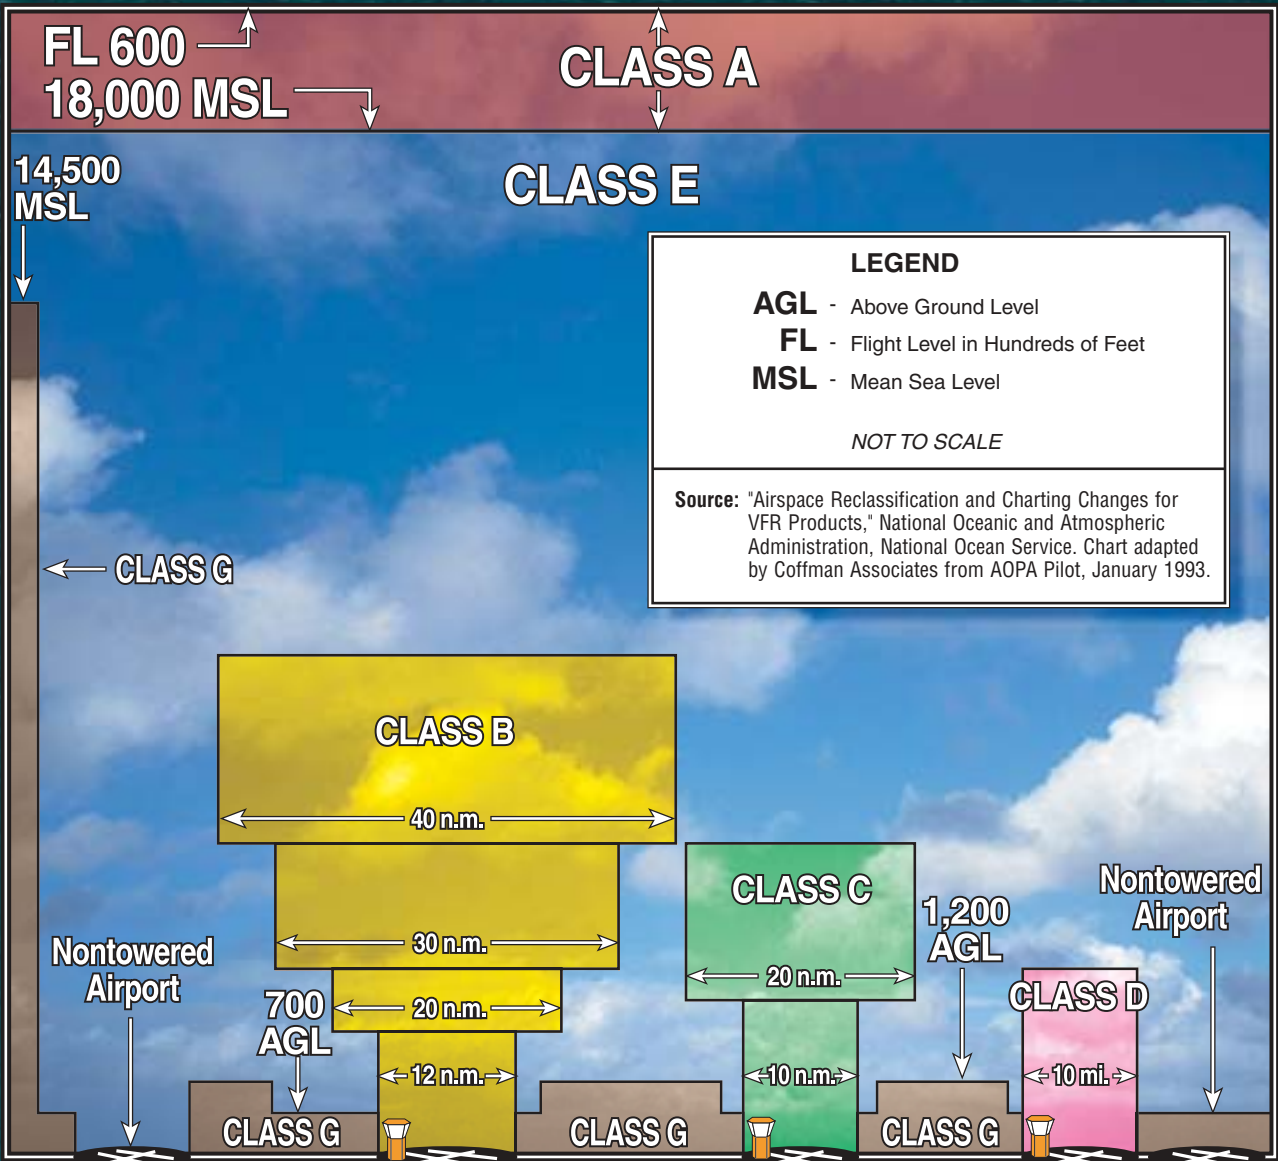 FL 600
18,000 MSL
CLASS A
14,500
MSL
CLASS E
LEGEND
AGL - Above Ground Level
FL - Flight Level in Hundreds of Feet
MSL - Mean Sea Level
NOT TO SCALE
Source: "Airspace Reclassification and Charting Changes for
VFR Products," National Oceanic and Atmospheric
Administration, National Ocean Service. Chart adapted
by Coffman Associates from AOPA Pilot, January 1993.
CLASS G
CLASS B
40 n.m.
30 n.m.
20 n.m.
12 n.m.
CLASS C
20 n.m.
10 n.m.
1,200
AGL
Nontowered
Airport
CLASS D
10 mi.
Nontowered
Airport
700
AGL
CLASS G
CLASS G
CLASS G